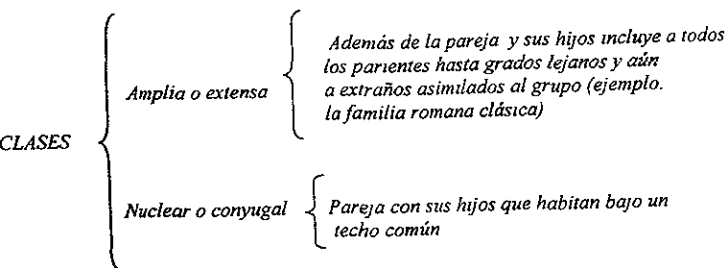 Además de la pareja y sus hijos incluye a todos
los parientes hasta grados lejanos y aún
Amplia o extensa
a extraños asimilados al grupo (ejemplo.
la familia romana clásica)
CLASES
Nuclear o conyugal
Pareja con sus hijos que habitan bajo un
techo común